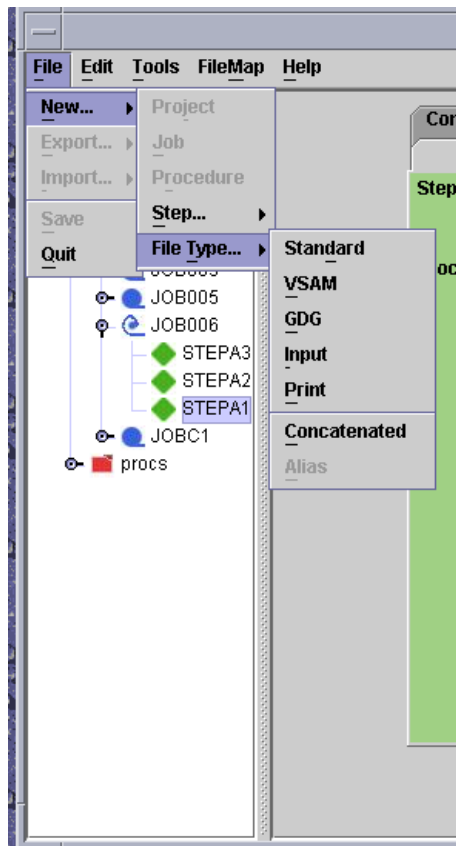 File Edit Tools FileMap Help
New... Project
Export... Job
Import... Procedure
Save Step...
Quit File Type... Standard
VSAM
GDG
Input
Print
Concatenated
Alias
Step
JOB005
JOB006
STEPA3
STEPA2
STEPA1
JOBC1
procs